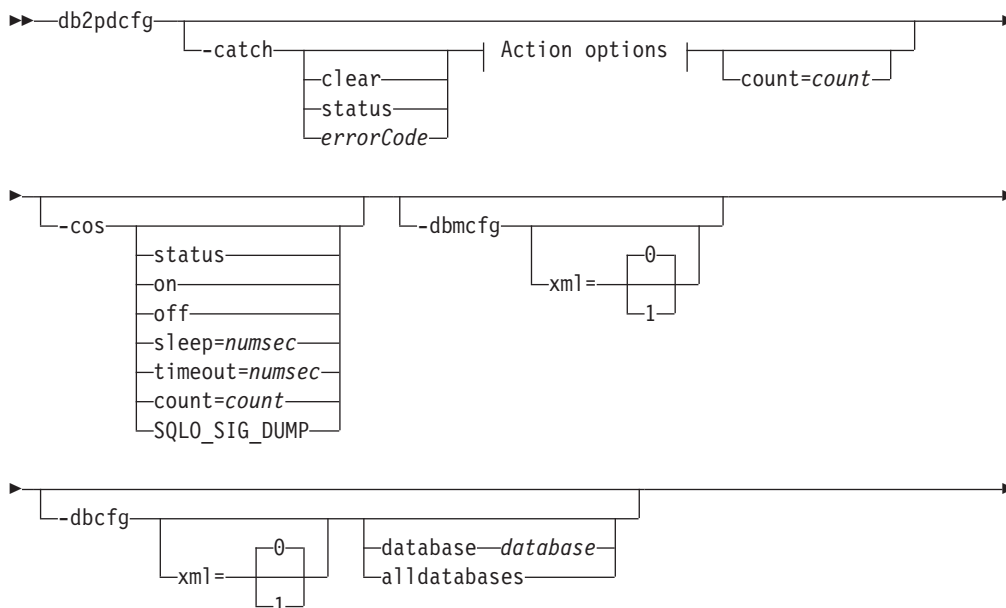 db2pdcfg
-catch Action options
clear count=count
status
errorCode
-cos -dbmcfg
status 0
on xml=
off 1
sleep=numsec
timeout=numsec
count=count
SQLO_SIG_DUMP
-dbcfg
0 database database
xml= alldatabases
1